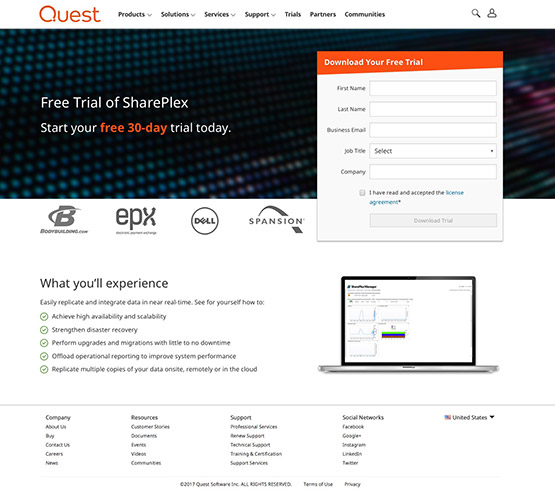 Quest
Products Solutions Services Support Trials Partners Communities
Download Your Free Trial
First Name
Last Name
Business Email
Job Title Select
Company
I have read and accepted the license
agreement*
Download Trial
Free Trial of SharePlex
Start your free 30-day trial today.
BODYBUILDING.COM
epx
electronic payment exchange
DELL
SPANSION
What you'll experience
Easily replicate and integrate data in near real-time. See for yourself how to:
Achieve high availability and scalability
Strengthen disaster recovery
Perform upgrades and migrations with little to no downtime
Offload operational reporting to improve system performance
Replicate multiple copies of your data onsite, remotely or in the cloud
SharePlex Manager
Company
About Us
Buy
Contact Us
Careers
News
Resources
Customer Stories
Documents
Events
Videos
Communities
Support
Professional Services
Renew Support
Technical Support
Training & Certification
Support Services
Social Networks
Facebook
Google+
Instagram
LinkedIn
Twitter
United States
©2017 Quest Software Inc. ALL RIGHTS RESERVED. Terms of Use Privacy